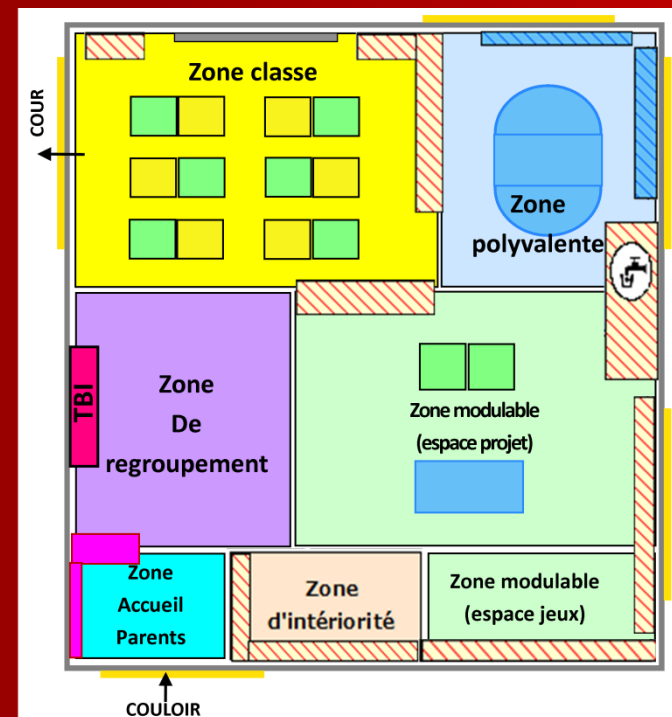 Zone classe
COUR
Zone
polyvalente
TBI
Zone
De
regroupement
Zone modulable
(espace projet)
Zone
Accueil
Parents
Zone
d'intériorité
Zone modulable
(espace jeux)
COULOIR